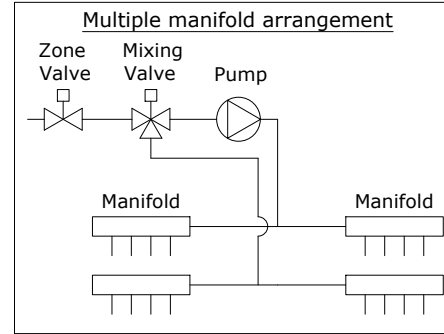 Multiple manifold arrangement
Zone
Valve
Mixing
Valve
Pump
Manifold
Manifold